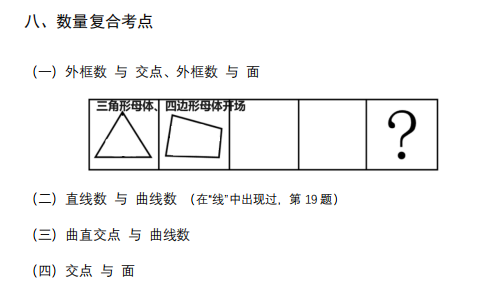 八、数量复合考点
（一）外框数 与 交点、外框数 与 面
三角形母体、四边形母体开场
?
（二）直线数 与 曲线数 （在“线”中出现过，第 19 题）
（三）曲直交点 与 曲线数
（四）交点 与 面